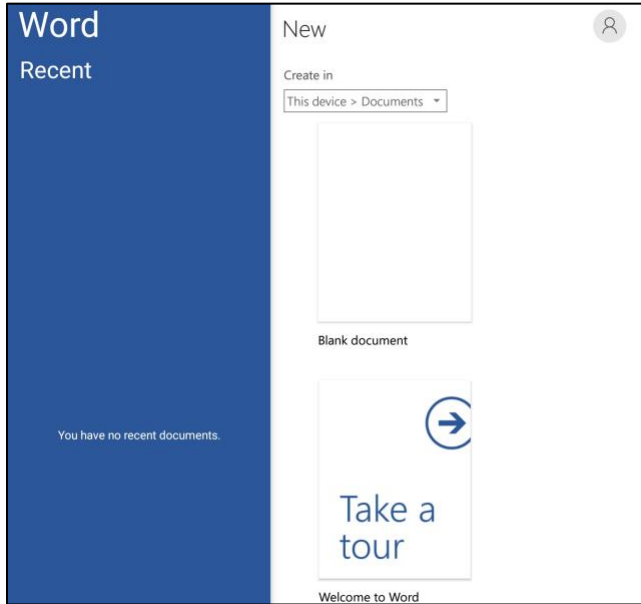 Word
Recent
You have no recent documents.
New
Create in
This device > Documents
Blank document
Take a
tour
Welcome to Word